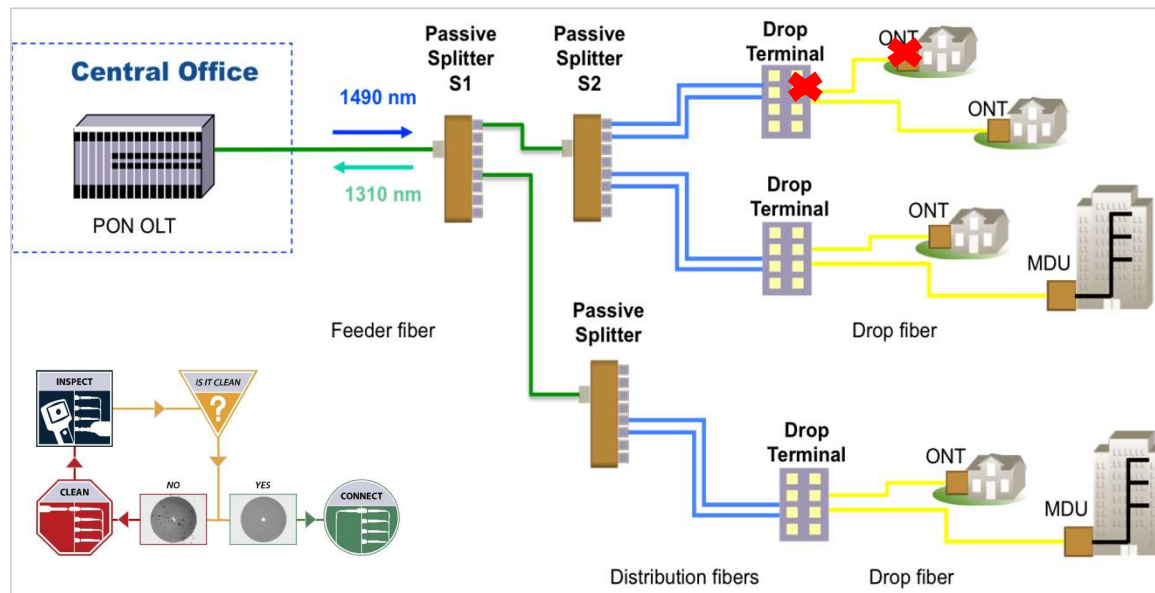 Central Office
PON OLT
1490 nm
1310 nm
Passive
Splitter
S1
Passive
Splitter
S2
Drop
Terminal
ONT
ONT
Drop
Terminal
ONT
MDU
Feeder fiber
Passive
Splitter
Drop fiber
INSPECT
IS IT CLEAN
?
CLEAN
NO
YES
CONNECT
Drop
Terminal
ONT
MDU
Distribution fibers
Drop fiber